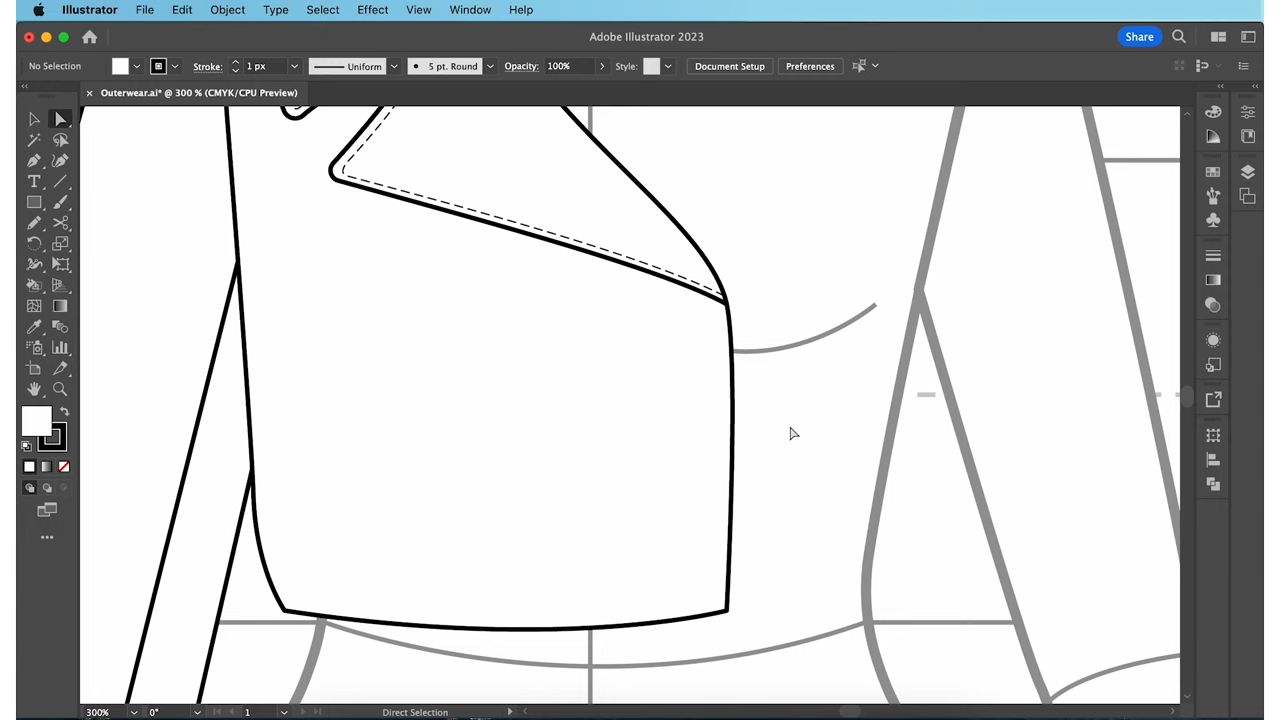 Illustrator File Edit Object Type Select Effect View Window Help
Adobe Illustrator 2023
Share
No Selection Stroke: 1 px Uniform 5 pt. Round Opacity: 100% Style: Document Setup Preferences
× Outerwear.ai* @ 300 % (CMYK/CPU Preview)
300% 0° 1 Direct Selection